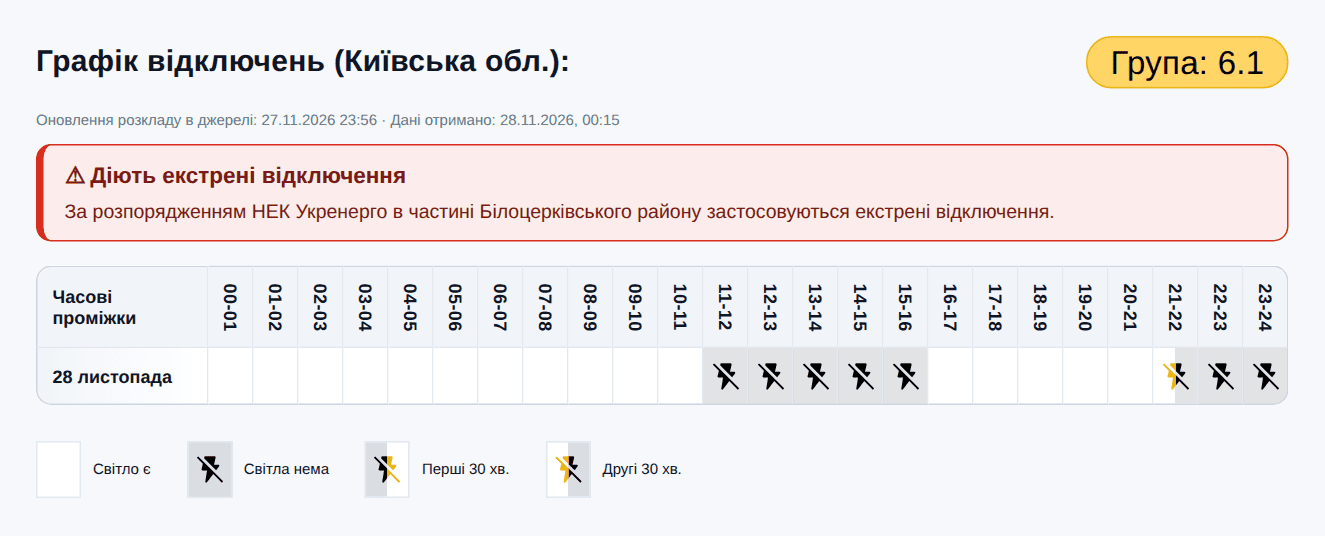 Графік відключень (Київська обл.):
Група: 6.1
Оновлення розкладу в джерелі: 27.11.2026 23:56 · Дані отримано: 28.11.2026, 00:15
⚠ Діють екстрені відключення
За розпорядженням НЕК Укренерго в частині Білоцерківського району застосовуються екстрені відключення.
Часові
проміжки
00-01
01-02
02-03
03-04
04-05
05-06
06-07
07-08
08-09
09-10
10-11
11-12
12-13
13-14
14-15
15-16
16-17
17-18
18-19
19-20
20-21
21-22
22-23
23-24
28 листопада
Світло є
Світла нема
Перші 30 хв.
Другі 30 хв.